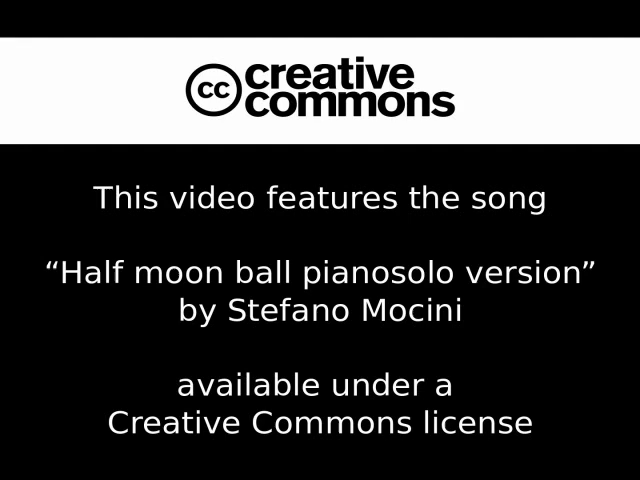 cc creative
commons
This video features the song
“Half moon ball pianosolo version”
by Stefano Mocini
available under a
Creative Commons license